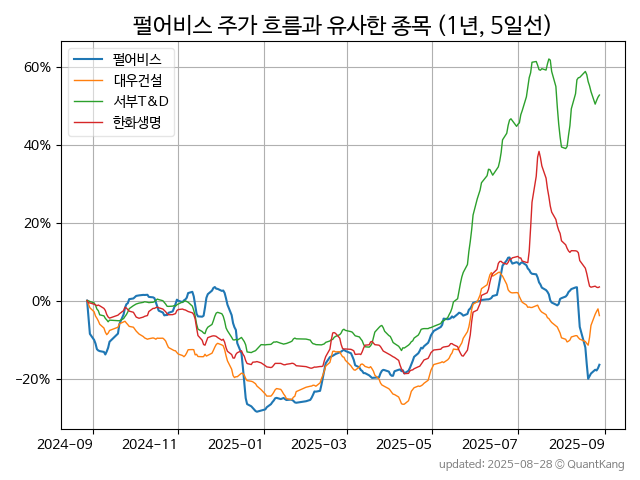 펄어비스 주가 흐름과 유사한 종목 (1년, 5일선)
펄어비스
대우건설
서부T&D
한화생명
60%
40%
20%
0%
−20%
2024-09 2024-11 2025-01 2025-03 2025-05 2025-07 2025-09
updated: 2025-08-28 ⓒ QuantKang